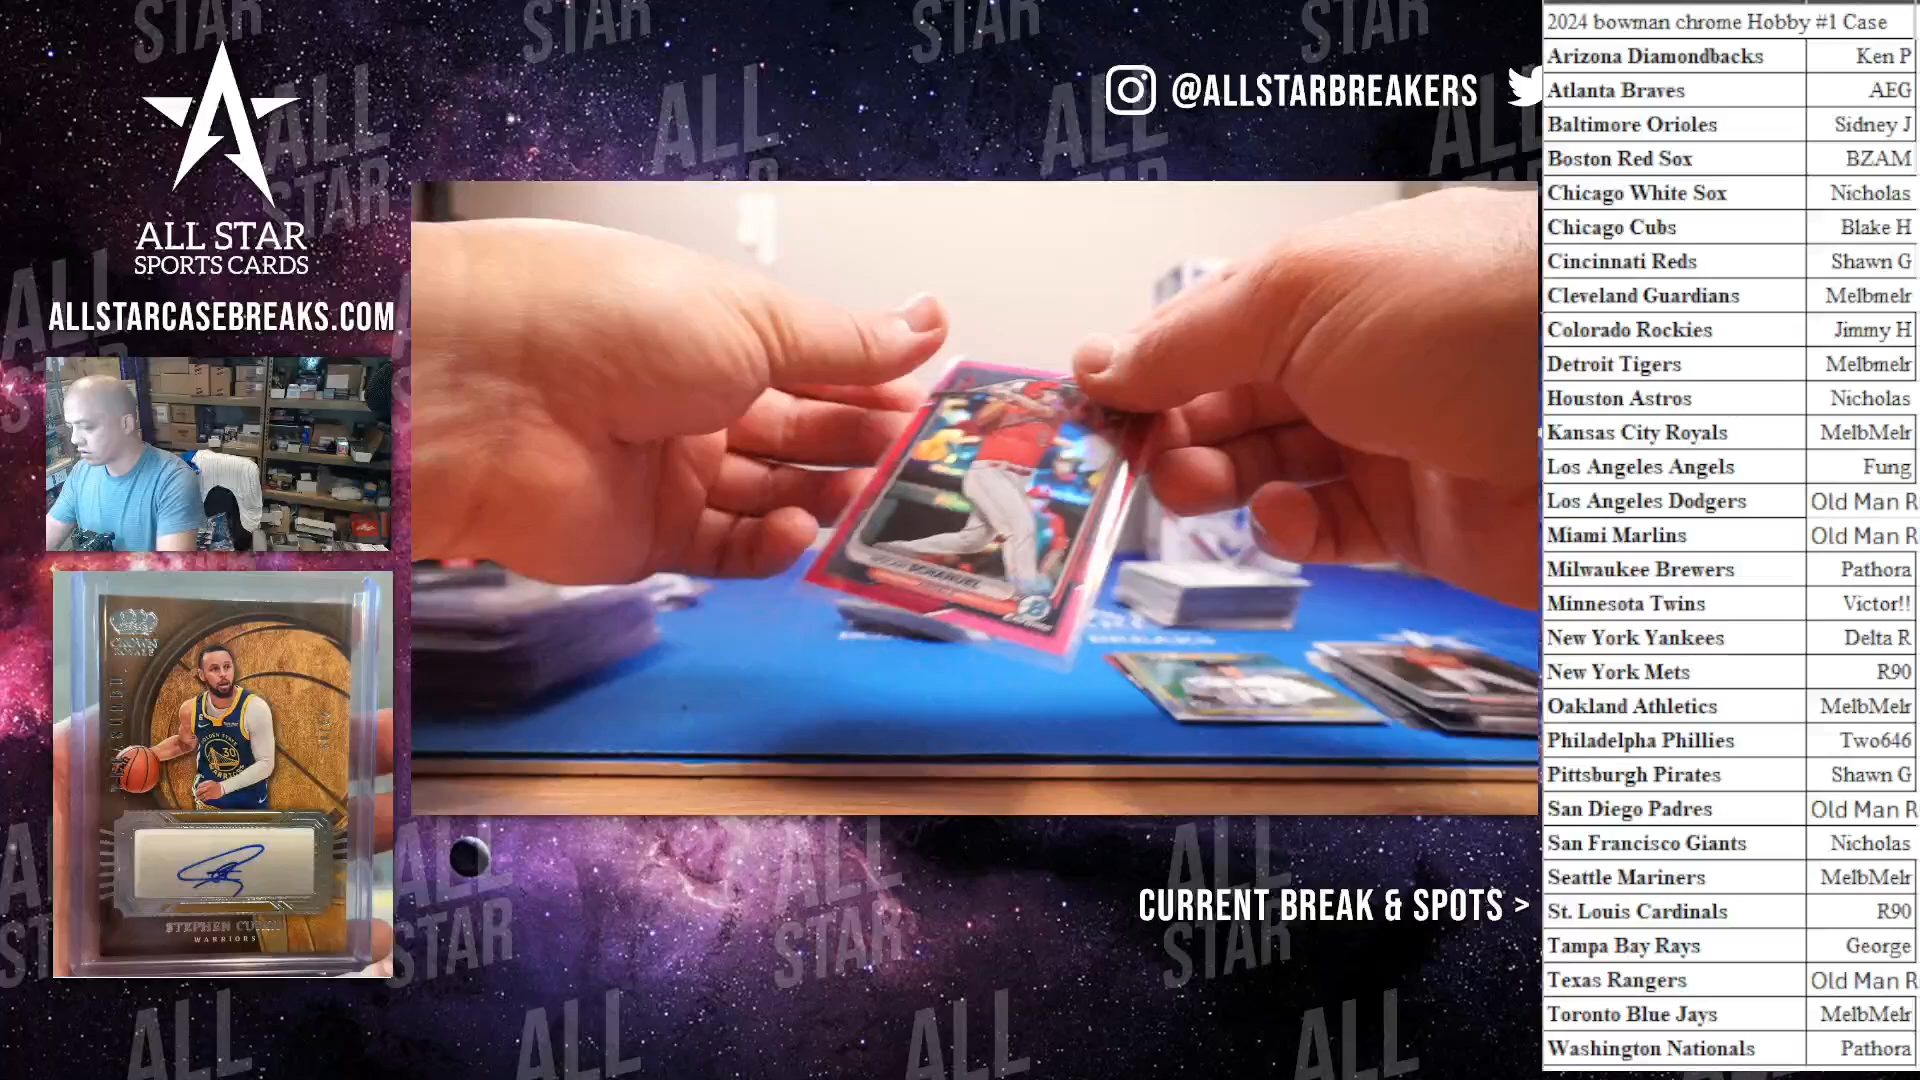 ALL STAR
SPORTS CARDS
ALLSTARCASEBREAKS.COM
@ALLSTARBREAKERS
CROWN
ROYALE
30
STEPHEN CURRY
WARRIORS
CURRENT BREAK & SPOTS >
2024 bowman chrome Hobby #1 Case
Arizona Diamondbacks Ken P
Atlanta Braves AEG
Baltimore Orioles Sidney J
Boston Red Sox BZAM
Chicago White Sox Nicholas
Chicago Cubs Blake H
Cincinnati Reds Shawn G
Cleveland Guardians Melbmelr
Colorado Rockies Jimmy H
Detroit Tigers Melbmelr
Houston Astros Nicholas
Kansas City Royals MelbMelr
Los Angeles Angels Fung
Los Angeles Dodgers Old Man R
Miami Marlins Old Man R
Milwaukee Brewers Pathora
Minnesota Twins Victor!!
New York Yankees Delta R
New York Mets R90
Oakland Athletics MelbMelr
Philadelpha Phillies Two646
Pittsburgh Pirates Shawn G
San Diego Padres Old Man R
San Francisco Giants Nicholas
Seattle Mariners MelbMelr
St. Louis Cardinals R90
Tampa Bay Rays George
Texas Rangers Old Man R
Toronto Blue Jays MelbMelr
Washington Nationals Pathora